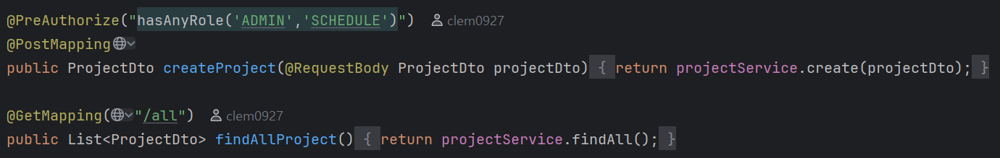 @PreAuthorize("hasAnyRole('ADMIN','SCHEDULE')") clem0927
@PostMapping
public ProjectDto createProject(@RequestBody ProjectDto projectDto) { return projectService.create(projectDto); }
@GetMapping("/all") clem0927
public List<ProjectDto> findAllProject() { return projectService.findAll(); }